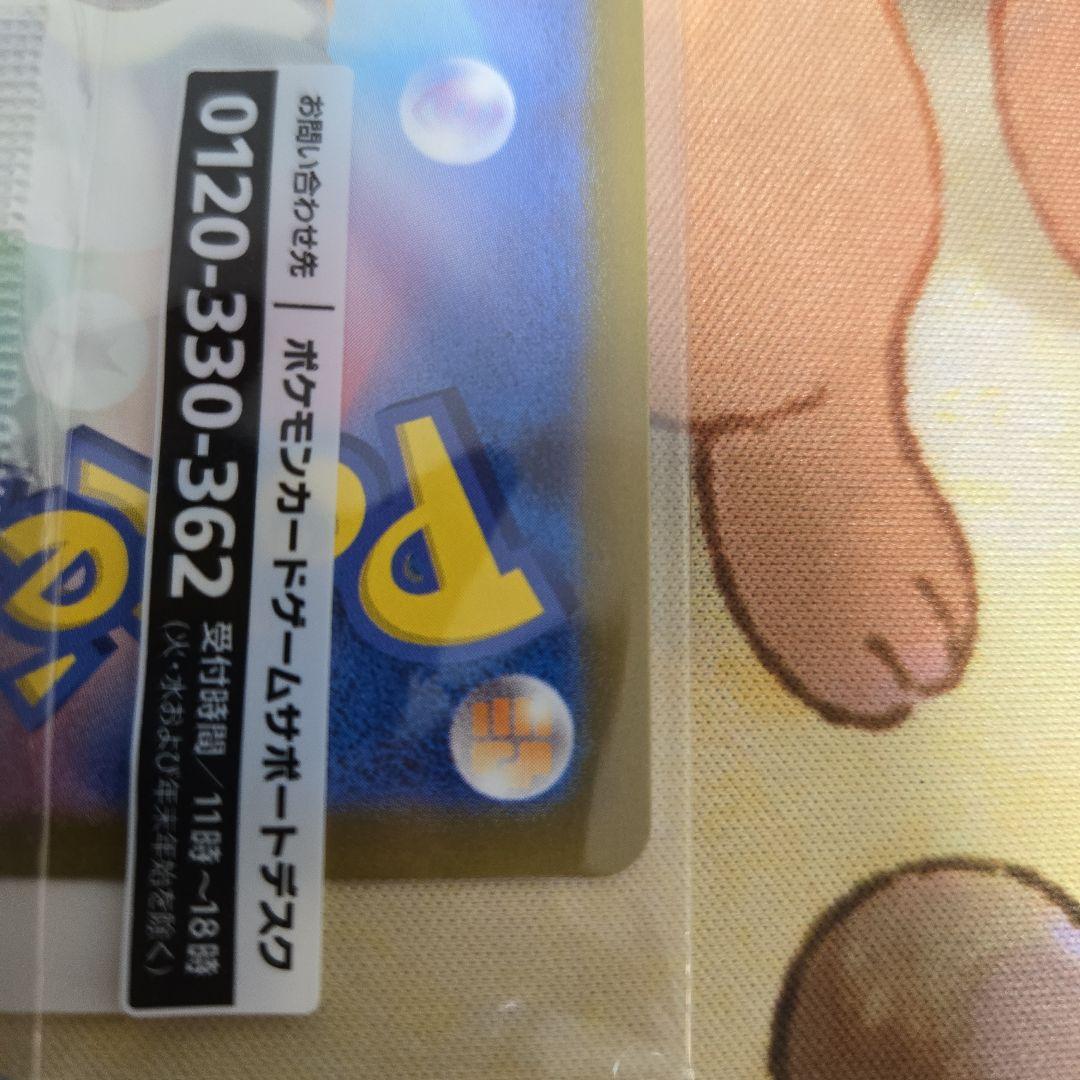 お問い合わせ先 | ポケモンカードゲームサポートデスク
0120-330-362 受付時間/11時～18時
(火・水および年末年始を除く)